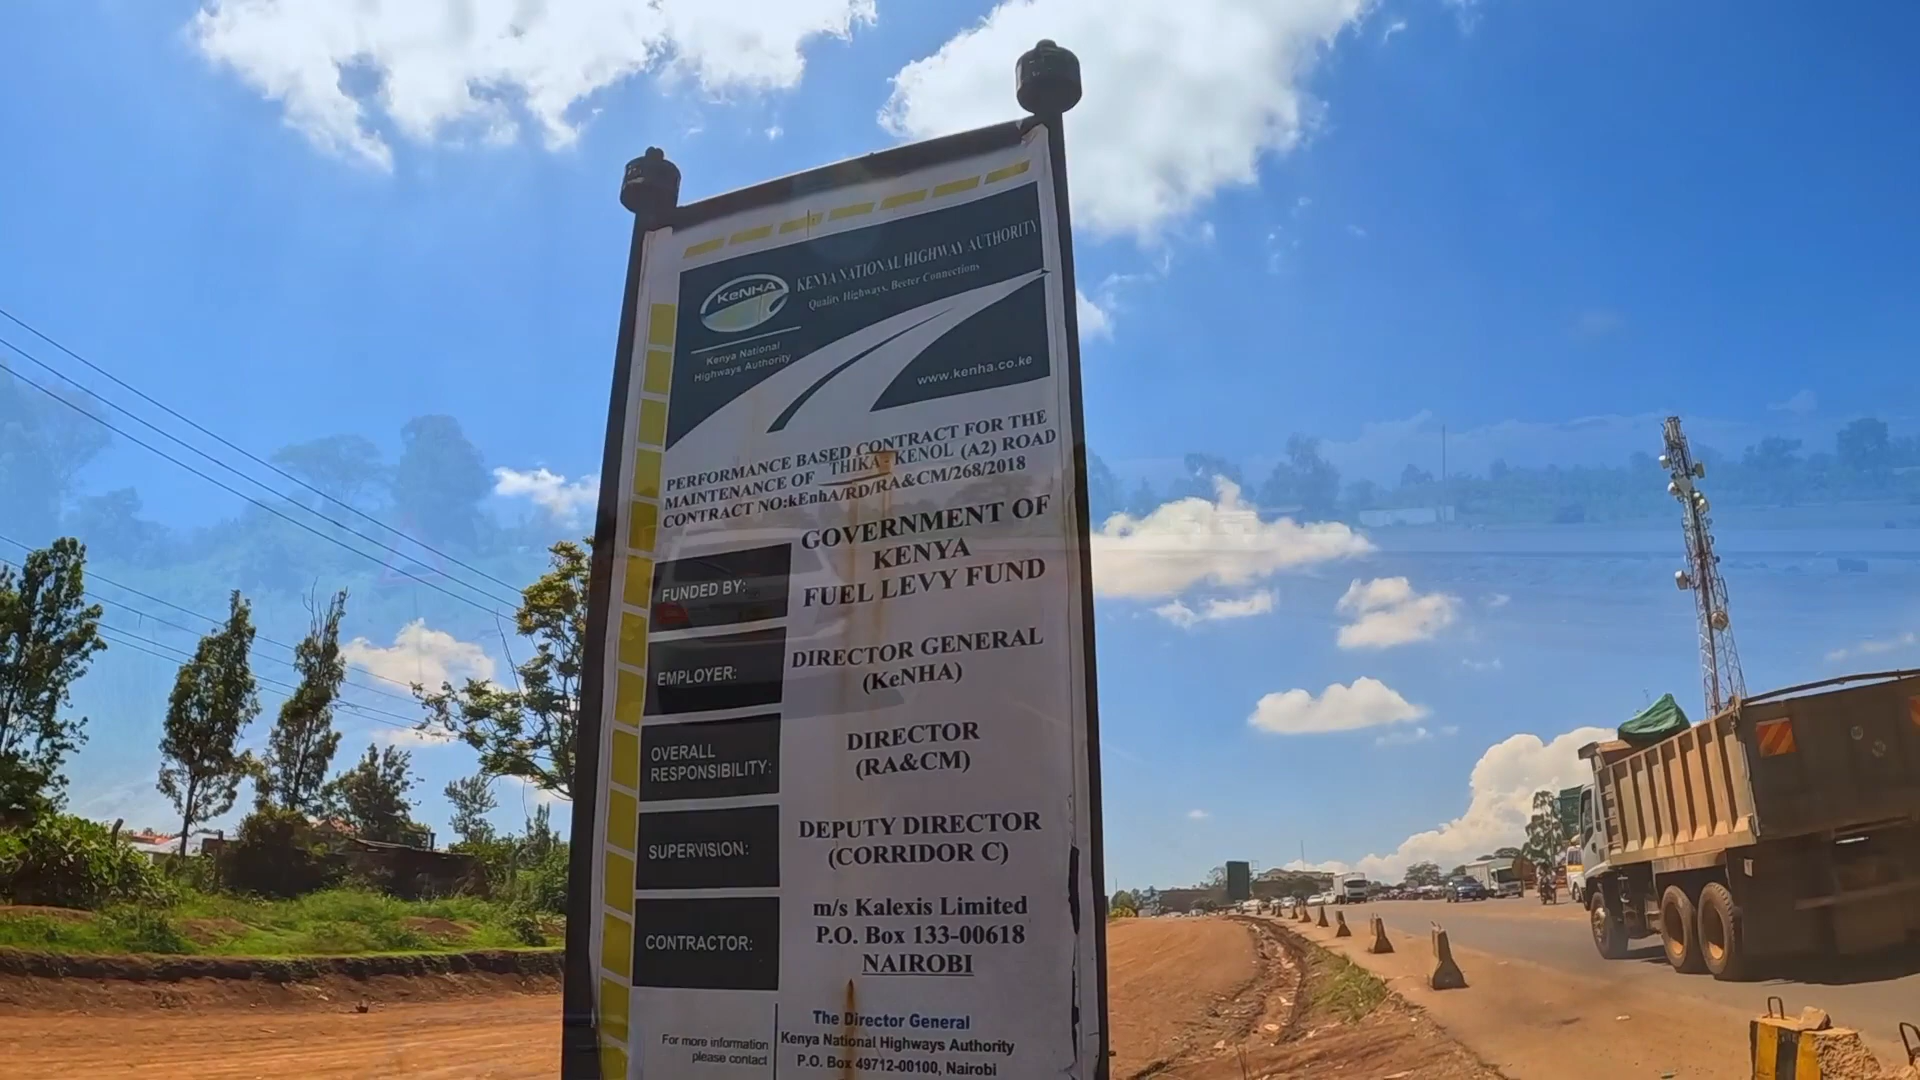 KeNHA
KENYA NATIONAL HIGHWAY AUTHORITY
Quality Highways, Beeter Connections
Kenya National
Highways Authority
www.kenha.co.ke
PERFORMANCE BASED CONTRACT FOR THE
MAINTENANCE OF THIKA - KENOL (A2) ROAD
CONTRACT NO:kEnhA/RD/RA&CM/268/2018
FUNDED BY:
GOVERNMENT OF
KENYA
FUEL LEVY FUND
EMPLOYER:
DIRECTOR GENERAL
(KeNHA)
OVERALL
RESPONSIBILITY:
DIRECTOR
(RA&CM)
SUPERVISION:
DEPUTY DIRECTOR
(CORRIDOR C)
CONTRACTOR:
m/s Kalexis Limited
P.O. Box 133-00618
NAIROBI
For more information
please contact
The Director General
Kenya National Highways Authority
P.O. Box 49712-00100, Nairobi